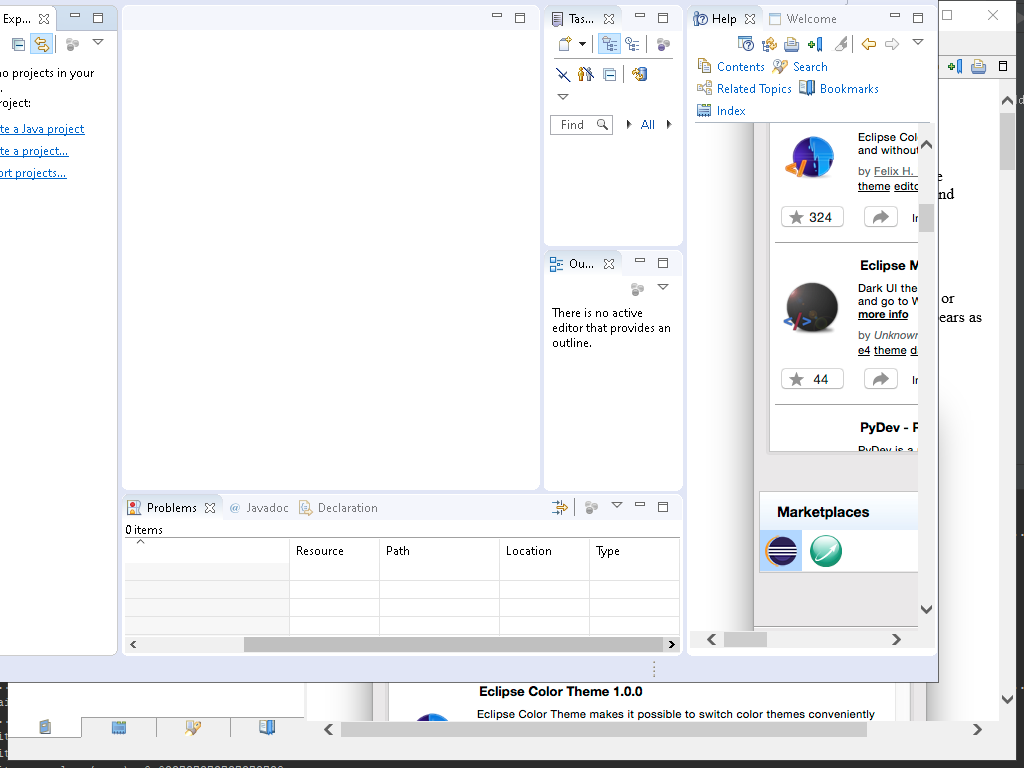 Exp...
o projects in your
.
roject:
te a Java project
te a project...
ort projects...
Tas...
Find
All
Ou...
There is no active
editor that provides an
outline.
Help
Welcome
Contents
Search
Related Topics
Bookmarks
Index
Eclipse Col
and without
by Felix H.
theme edito
324
In
Eclipse M
Dark UI the
and go to W
more info
by Unknown
e4 theme d
44
In
PyDev - P
PyDev is a
Marketplaces
e
nd
or
ears as
Problems
@ Javadoc
Declaration
0 items
Resource
Path
Location
Type
Eclipse Color Theme 1.0.0
Eclipse Color Theme makes it possible to switch color themes conveniently